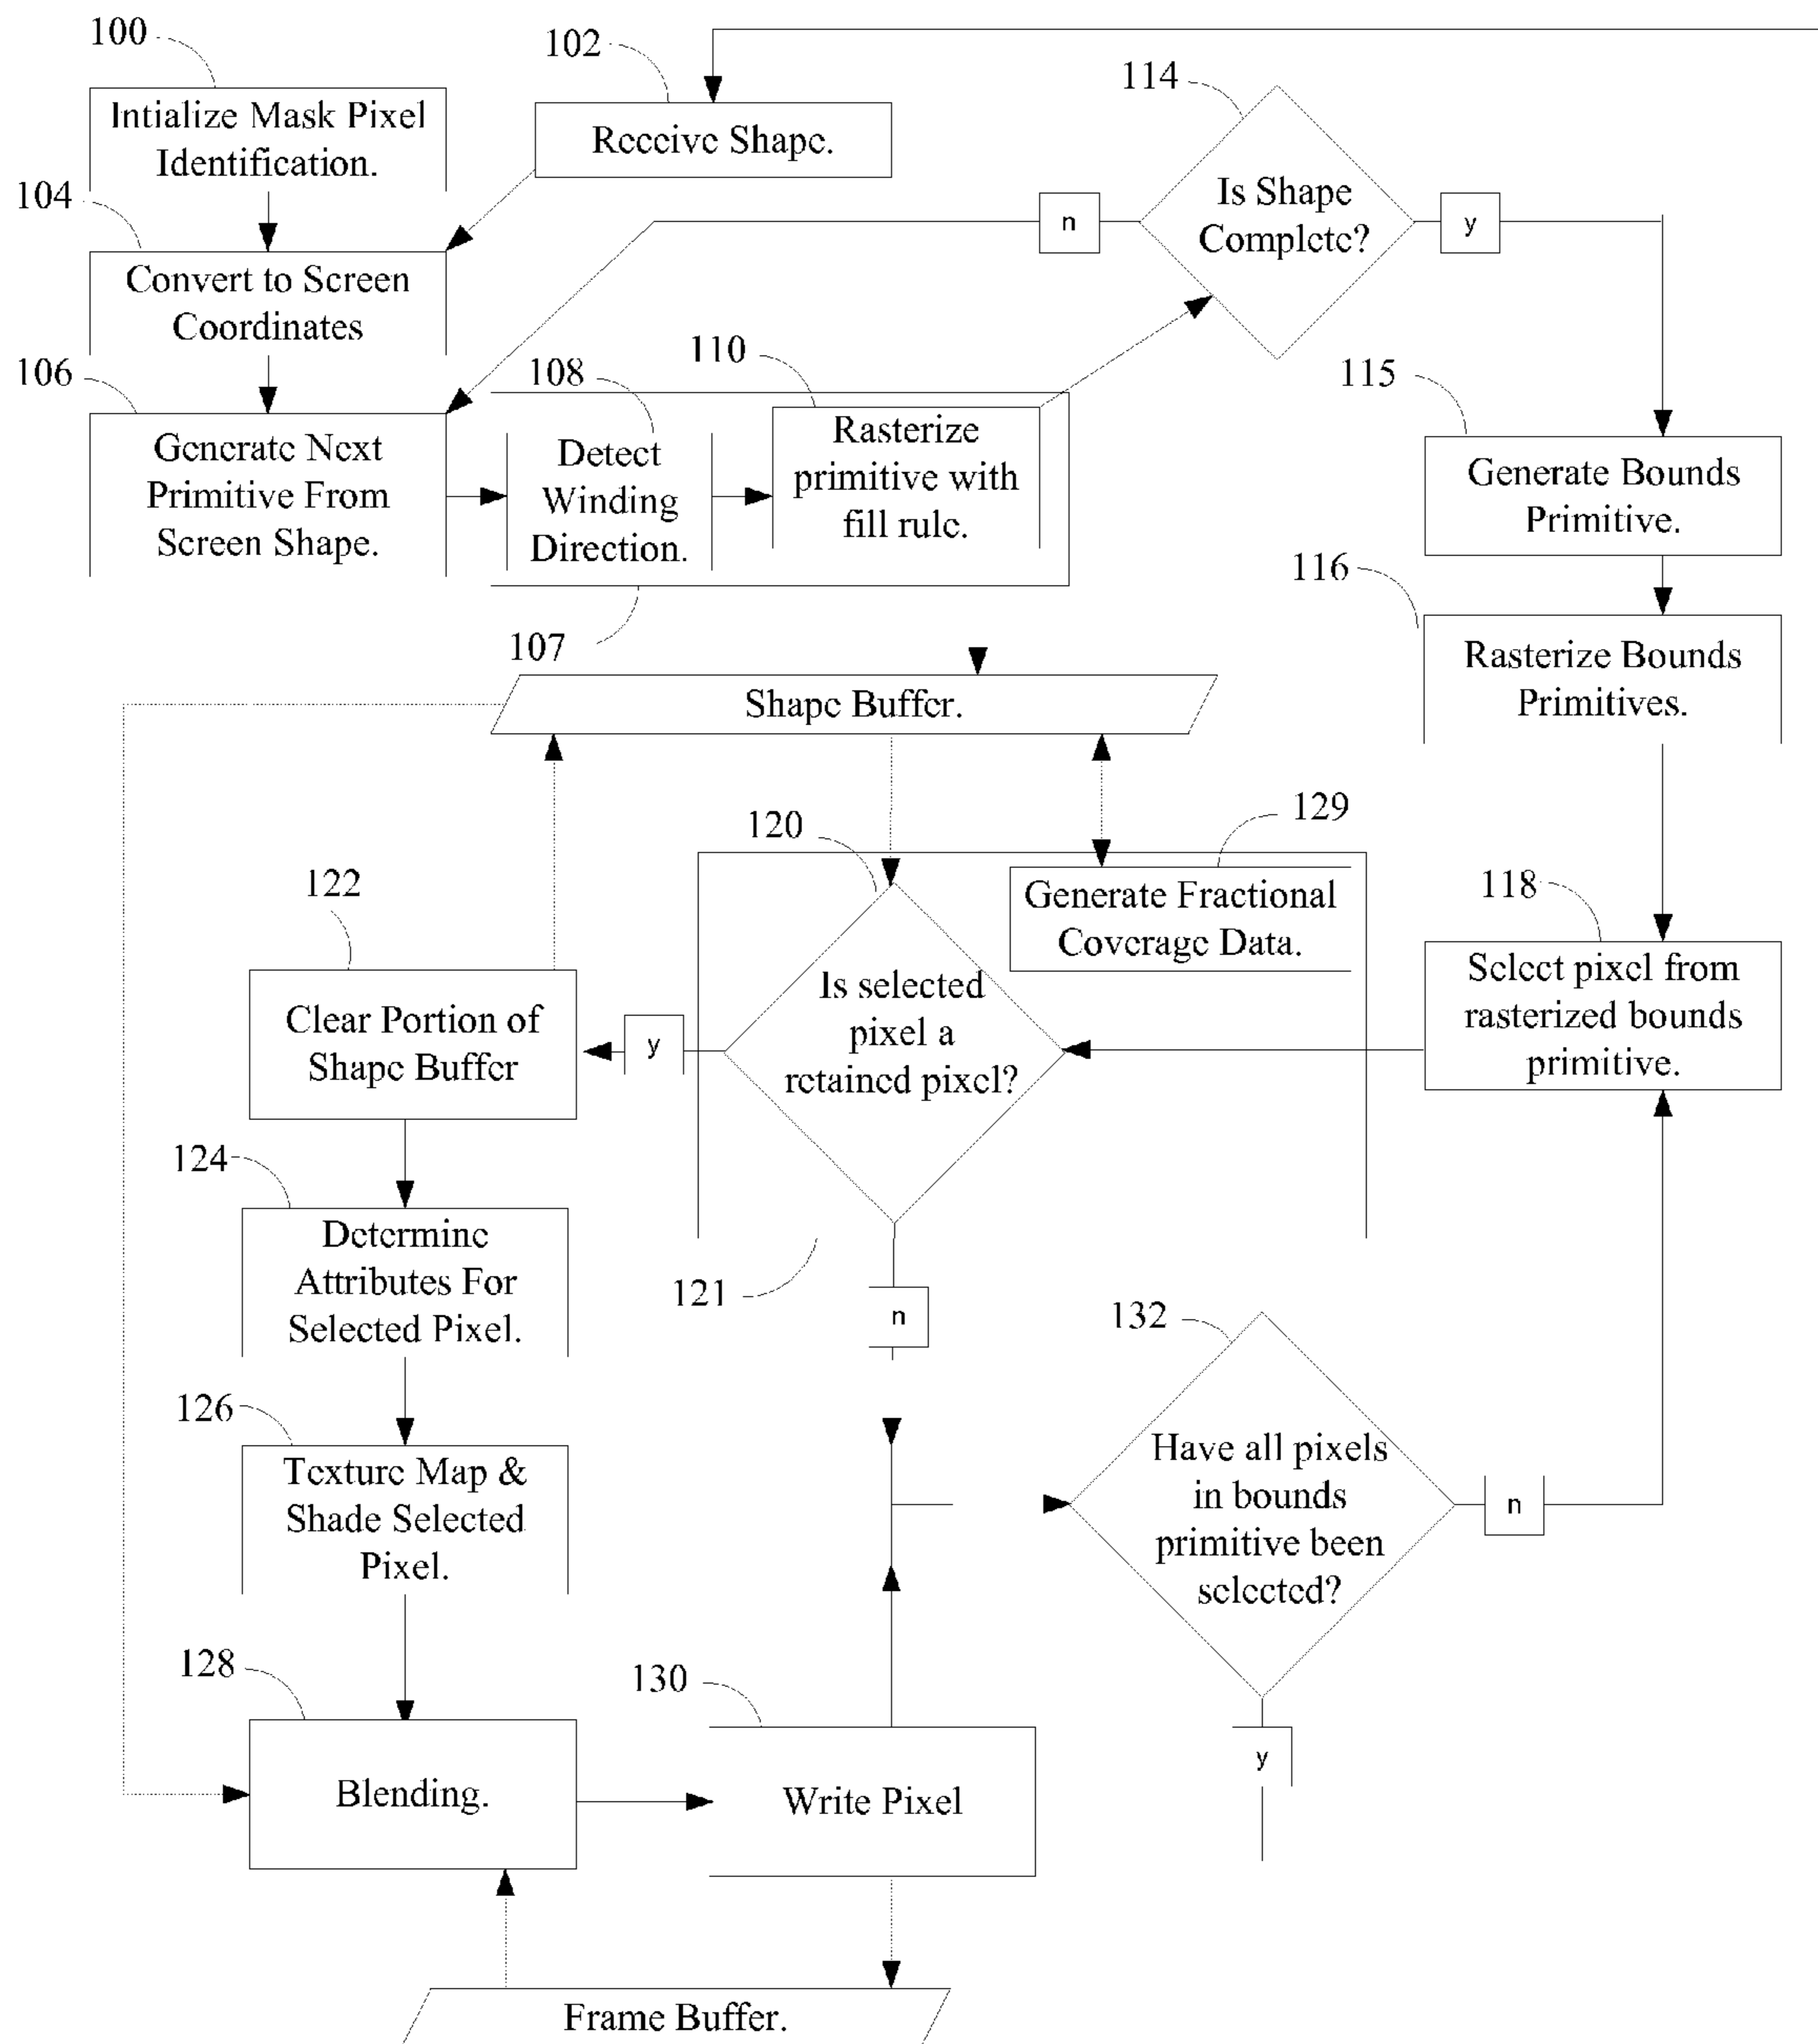 100
102
114
Intialize Mask Pixel
Identification.
Receive Shape.
104
Is Shape
Complete?
n
y
Convert to Screen
Coordinates
106
108
110
115
Generate Next
Primitive From
Screen Shape.
Detect
Winding
Direction.
Rasterize
primitive with
fill rule.
Generate Bounds
Primitive.
116
107
Rasterize Bounds
Primitives.
Shape Buffer.
120
129
122
118
Generate Fractional
Coverage Data.
Is selected
pixel a
retained pixel?
Select pixel from
rasterized bounds
primitive.
Clear Portion of
Shape Buffer
y
124
121
n
132
Determine
Attributes For
Selected Pixel.
126
Texture Map &
Shade Selected
Pixel.
Have all pixels
in bounds
primitive been
selected?
n
128
130
y
Blending.
Write Pixel
Frame Buffer.